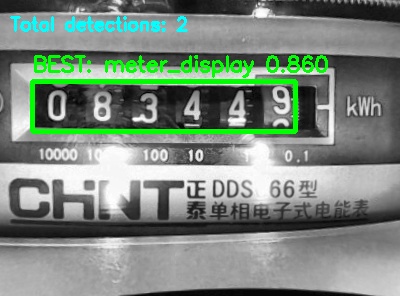 Total detections: 2
BEST: meter_display 0.860
0 8 3 4 4 9 kWh
10000 100 10 1 0.1
CHNT 正泰 DDS 66型
单相电子式电能表